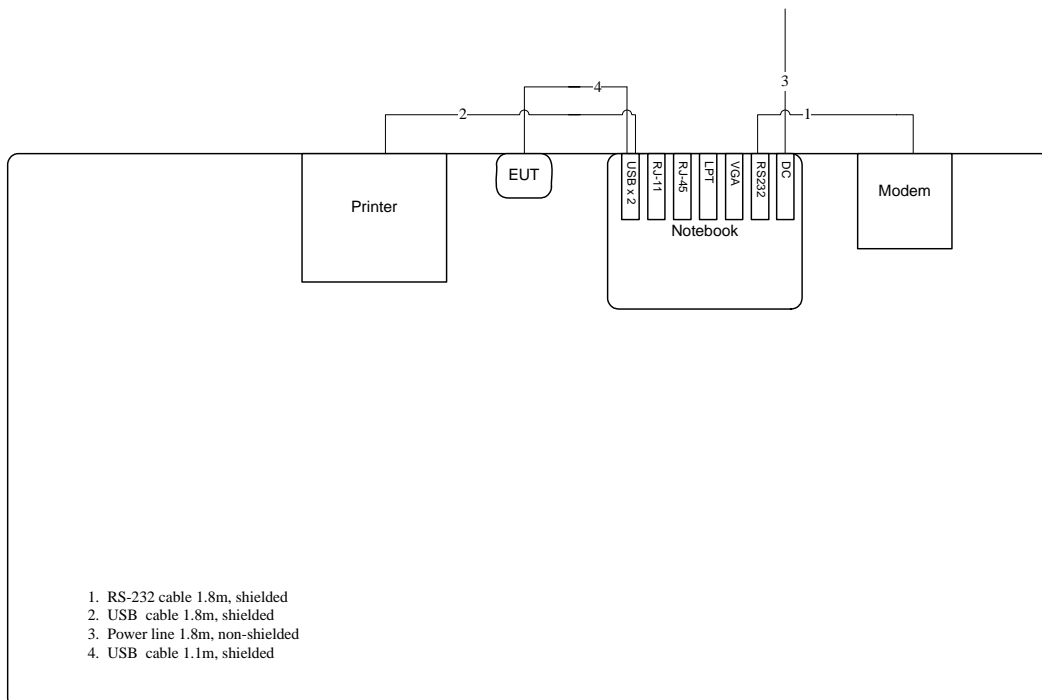 3
4
2
1
Printer
EUT
USB x 2
RJ-11
RJ-45
LPT
VGA
RS232
DC
Notebook
Modem
1. RS-232 cable 1.8m, shielded
2. USB cable 1.8m, shielded
3. Power line 1.8m, non-shielded
4. USB cable 1.1m, shielded